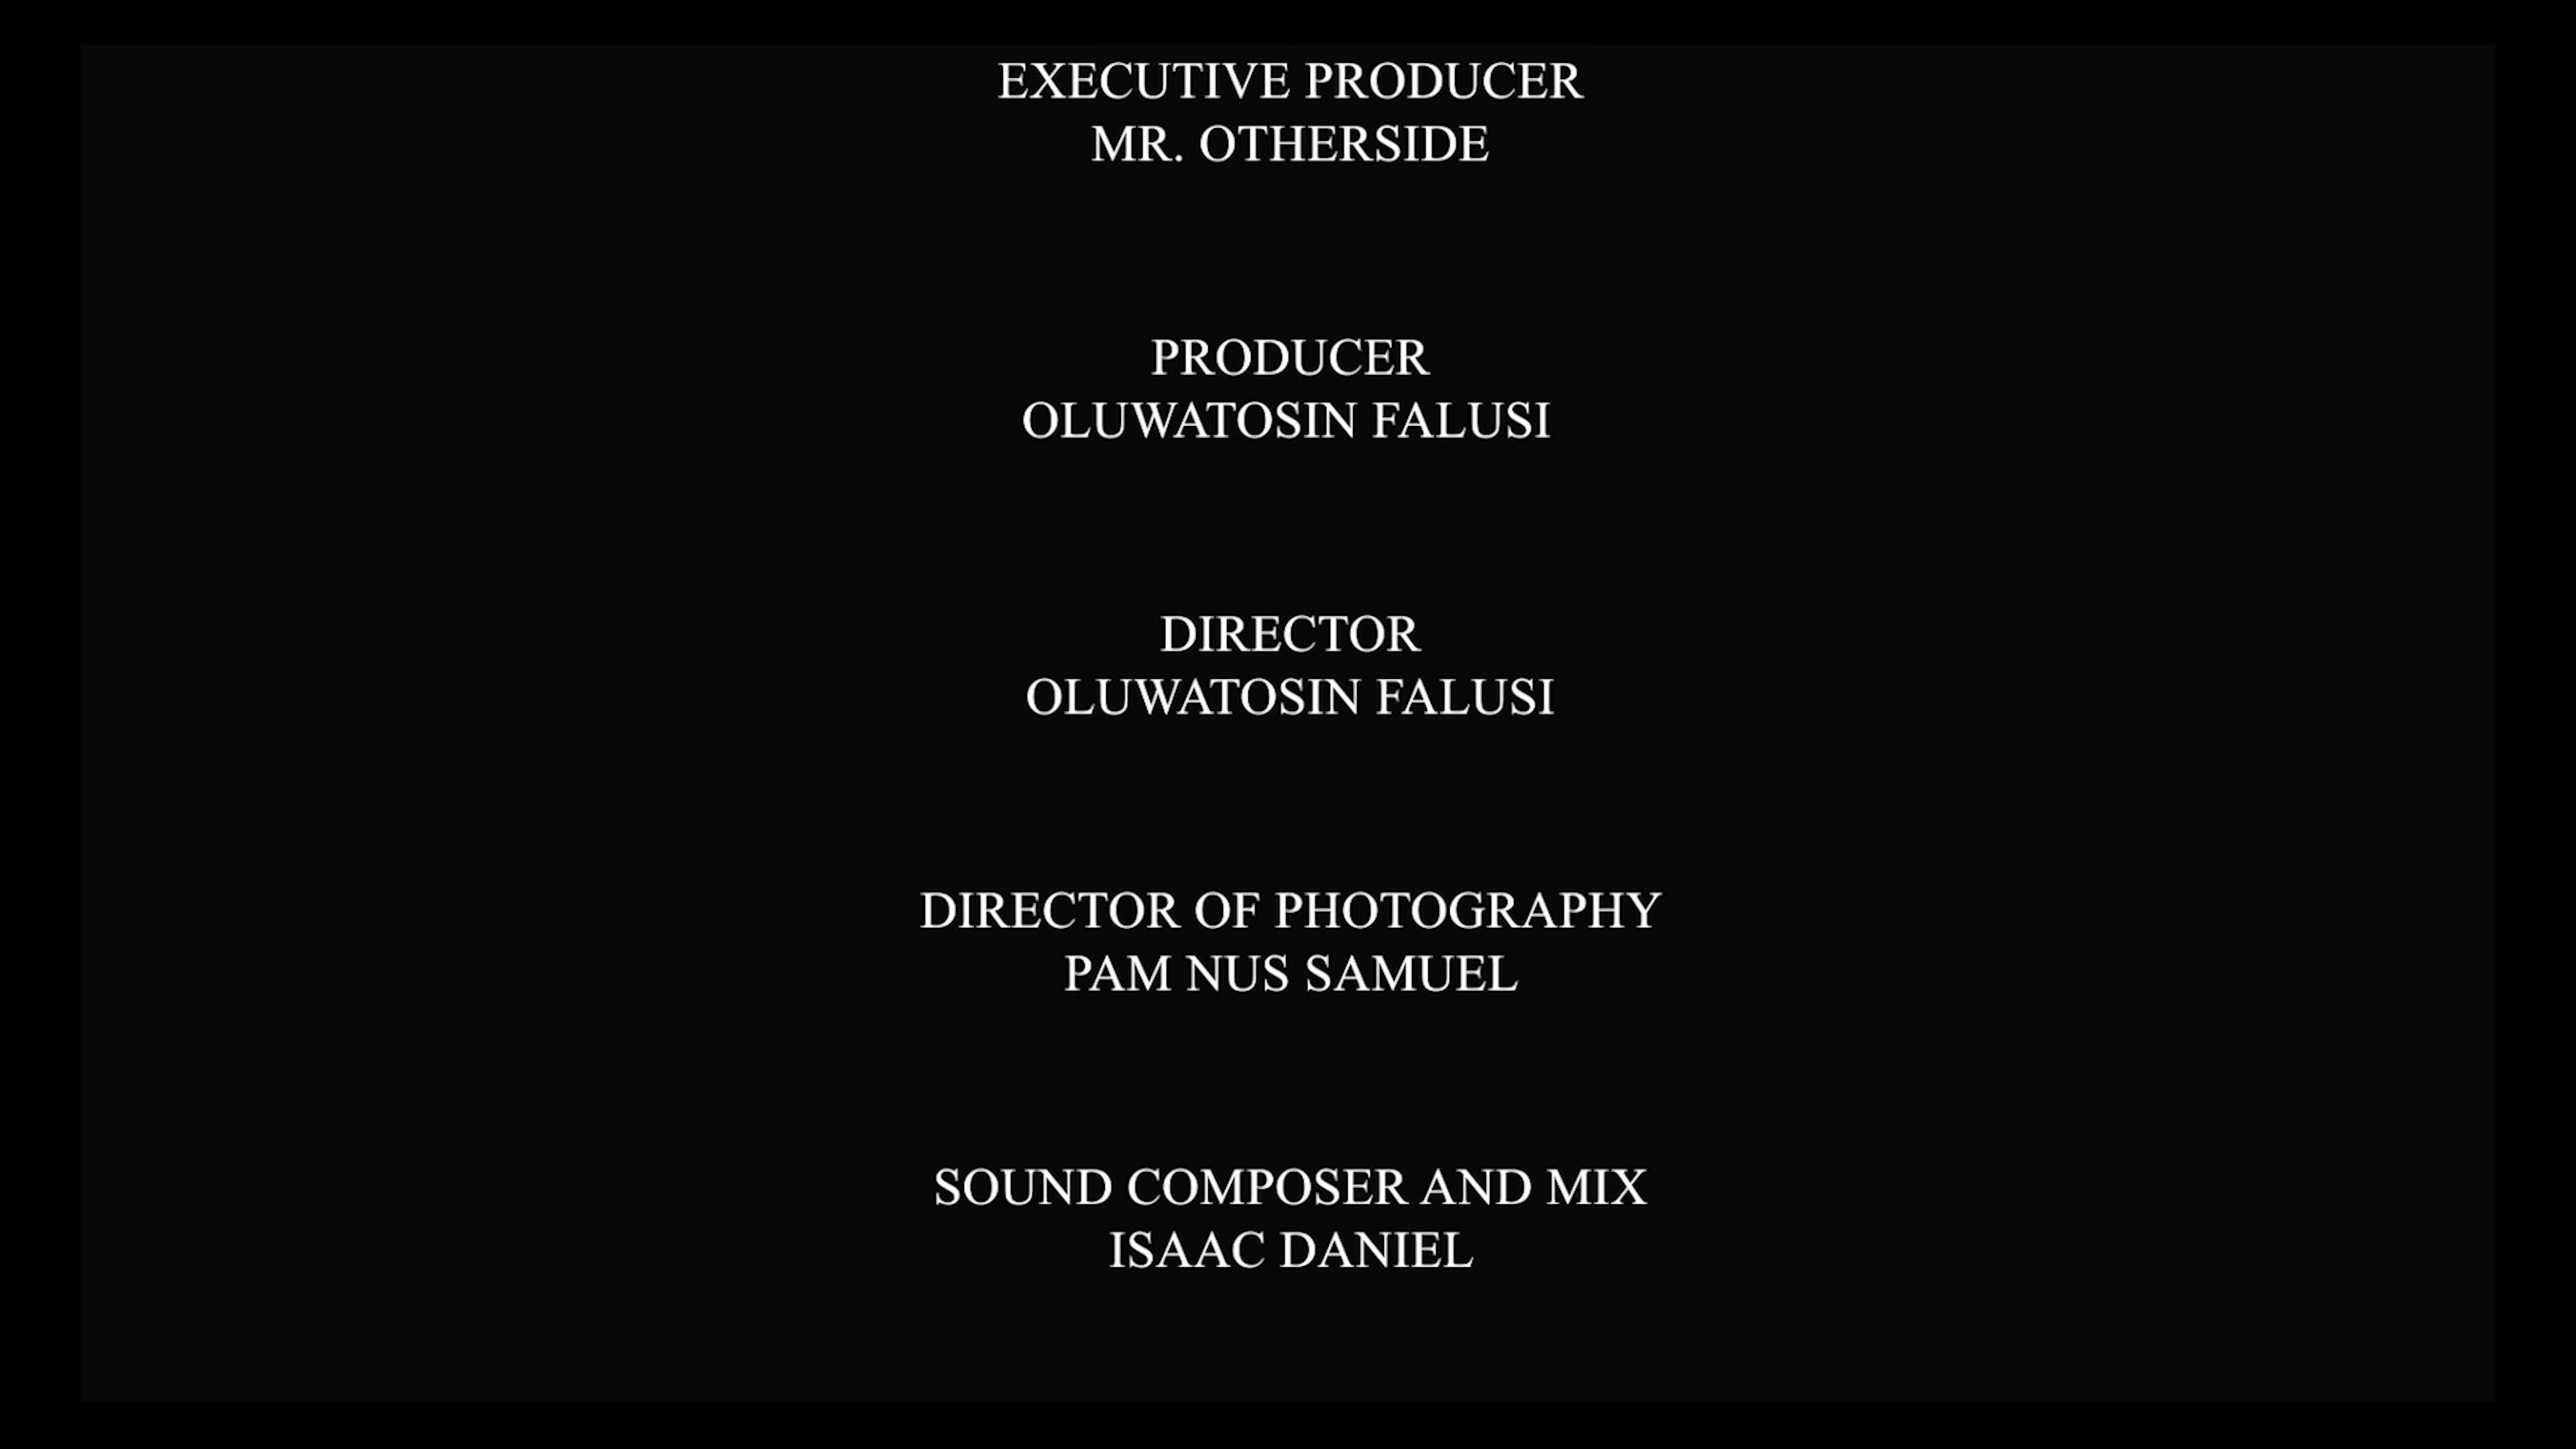 EXECUTIVE PRODUCER
MR. OTHERSIDE
PRODUCER
OLUWATOSIN FALUSI
DIRECTOR
OLUWATOSIN FALUSI
DIRECTOR OF PHOTOGRAPHY
PAM NUS SAMUEL
SOUND COMPOSER AND MIX
ISAAC DANIEL